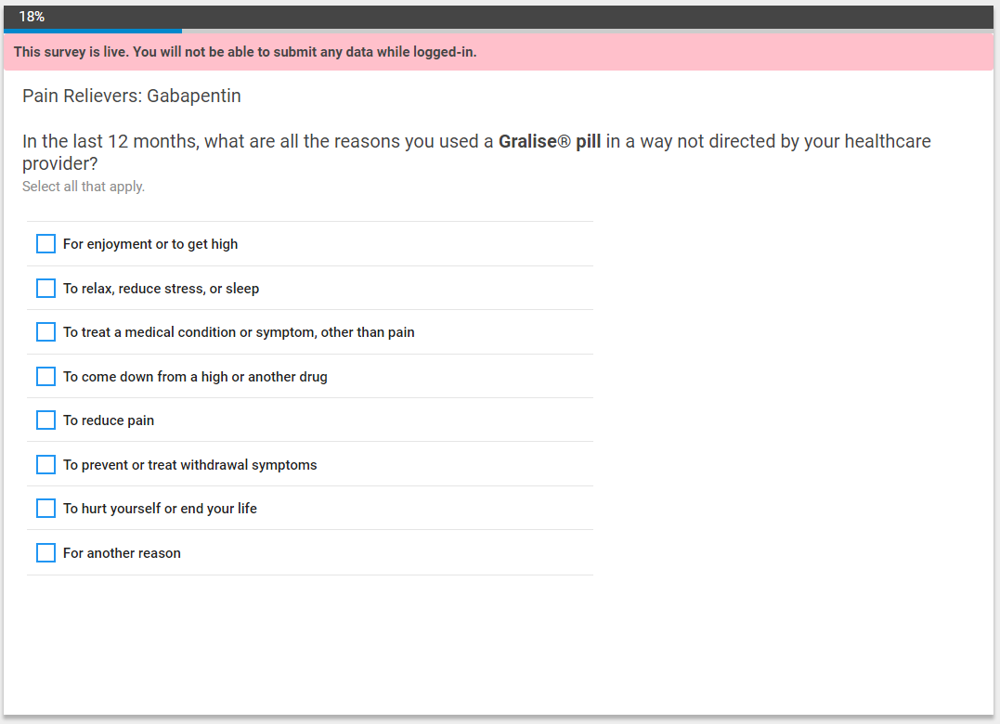 18%
This survey is live. You will not be able to submit any data while logged-in.
Pain Relievers: Gabapentin
In the last 12 months, what are all the reasons you used a Gralise® pill in a way not directed by your healthcare
provider?
Select all that apply.
For enjoyment or to get high
To relax, reduce stress, or sleep
To treat a medical condition or symptom, other than pain
To come down from a high or another drug
To reduce pain
To prevent or treat withdrawal symptoms
To hurt yourself or end your life
For another reason